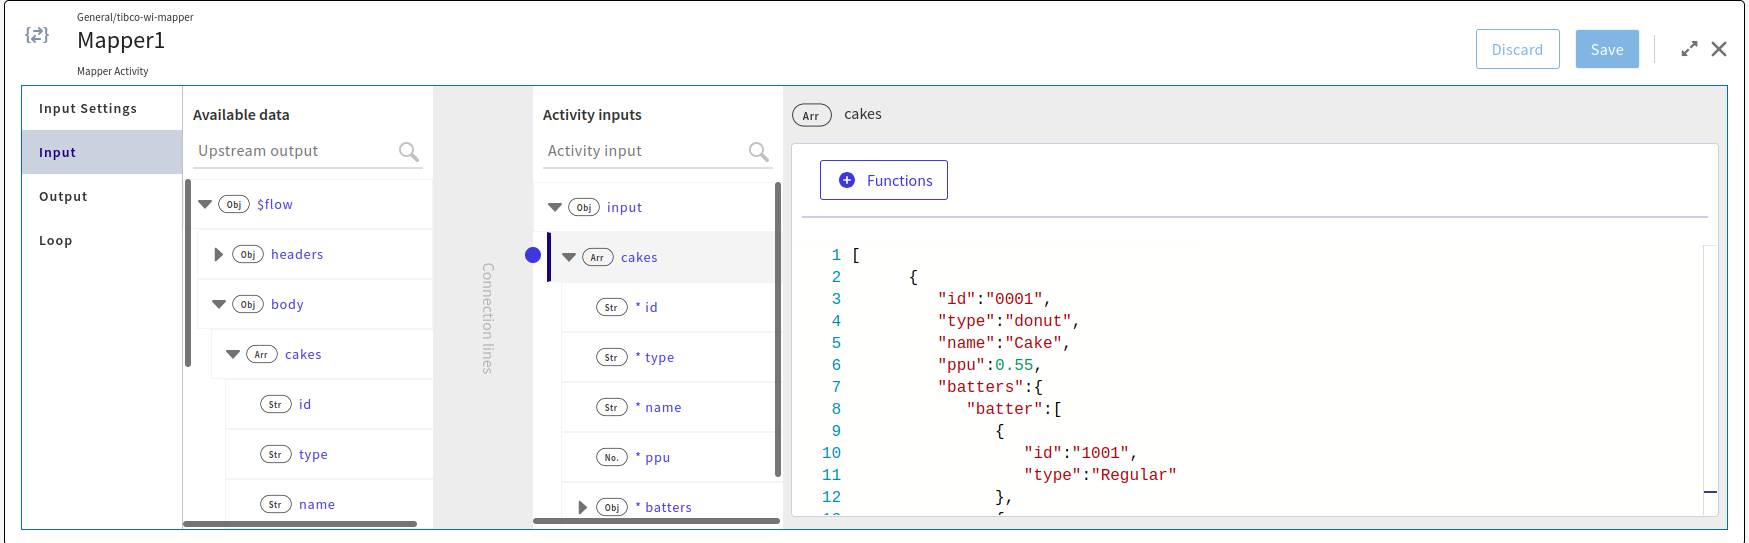 General/tibco-wi-mapper
Mapper1
Mapper Activity
Discard
Save
Input Settings
Input
Output
Loop
Available data
Upstream output
Obj $flow
Obj headers
Obj body
Arr cakes
Str id
Str type
Str name
Connection lines
Activity inputs
Activity input
Obj input
Arr cakes
Str * id
Str * type
Str * name
No. * ppu
Obj * batters
Arr cakes
Functions
1 [
2 {
3 "id":"0001",
4 "type":"donut",
5 "name":"Cake",
6 "ppu":0.55,
7 "batters":{
8 "batter":[
9 {
10 "id":"1001",
11 "type":"Regular"
12 },